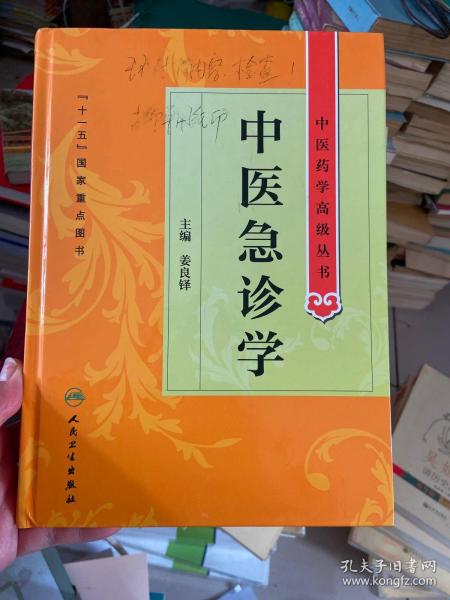 中医药学高级丛书
『十一五』国家重点图书
中医急诊学
主编 姜良铎
人民卫生出版社
孔夫子旧书网
www.kongfz.com